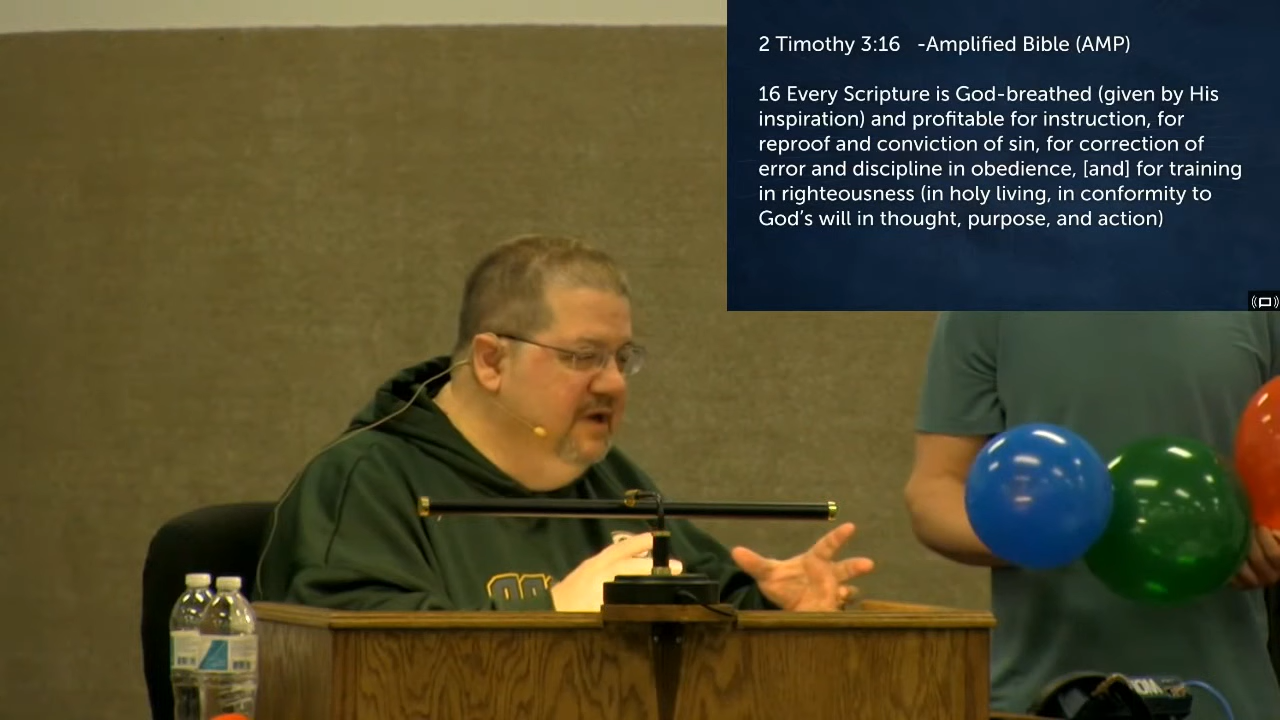 2 Timothy 3:16 -Amplified Bible (AMP)
16 Every Scripture is God-breathed (given by His
inspiration) and profitable for instruction, for
reproof and conviction of sin, for correction of
error and discipline in obedience, [and] for training
in righteousness (in holy living, in conformity to
God's will in thought, purpose, and action)